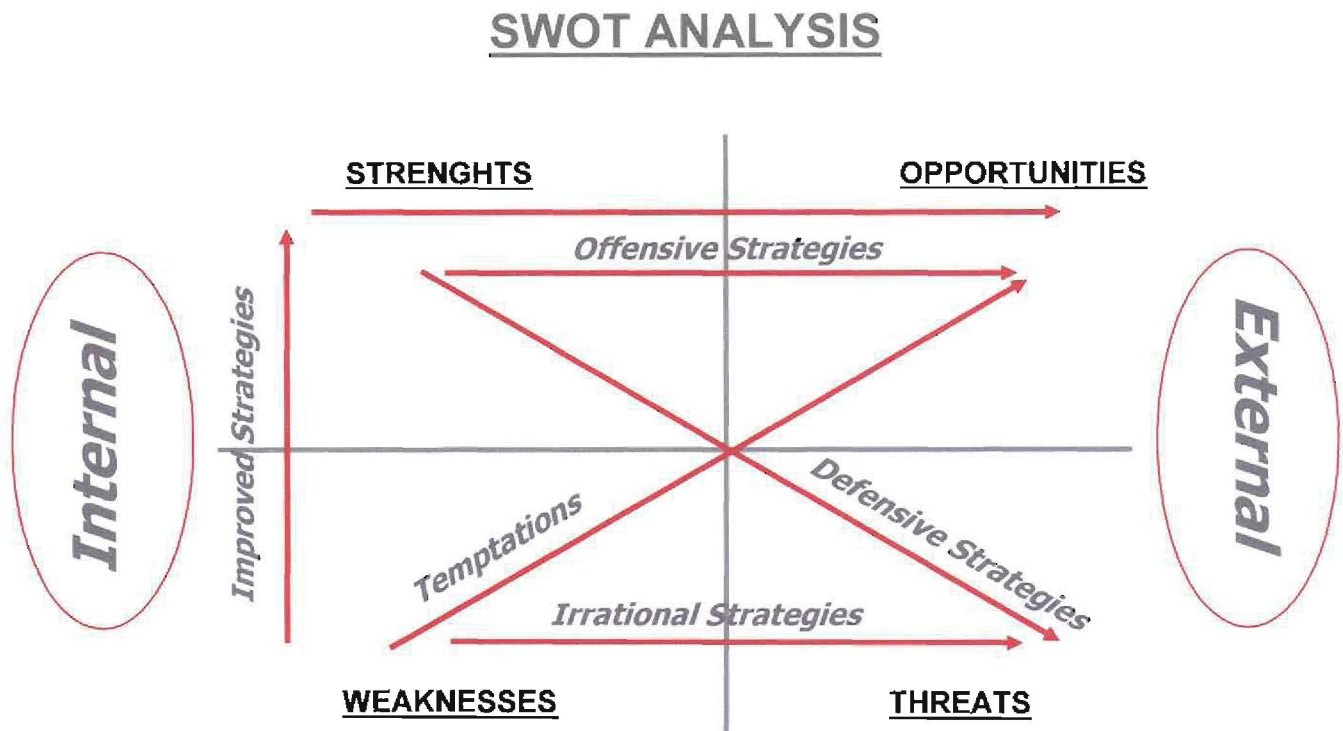 SWOT ANALYSIS
STRENGHTS
OPPORTUNITIES
Offensive Strategies
Internal
Improved Strategies
External
Temptations
Defensive Strategies
Irrational Strategies
WEAKNESSES
THREATS